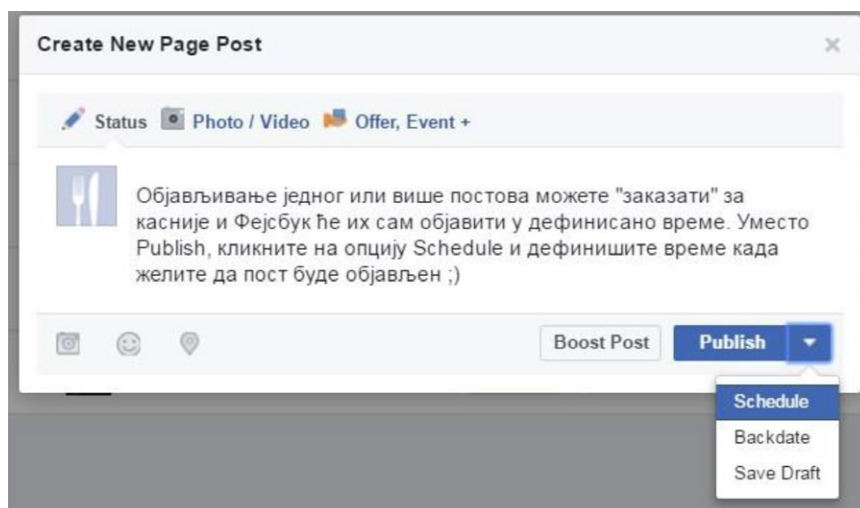 Create New Page Post
Status Photo / Video Offer, Event +
Објављивање једног или више постова можете "заказати" за
касније и Фејсбук ће их сам објавити у дефинисано време. Уместо
Publish, кликните на опцију Schedule и дефинишите време када
желите да пост буде објављен ;)
Boost Post Publish
Schedule
Backdate
Save Draft